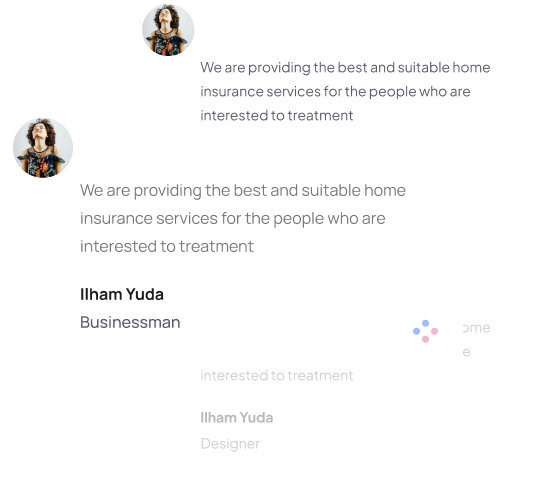 We are providing the best and suitable home
insurance services for the people who are
interested to treatment
We are providing the best and suitable home
insurance services for the people who are
interested to treatment
Ilham Yuda
Businessman
ome
e
interested to treatment
Ilham Yuda
Designer